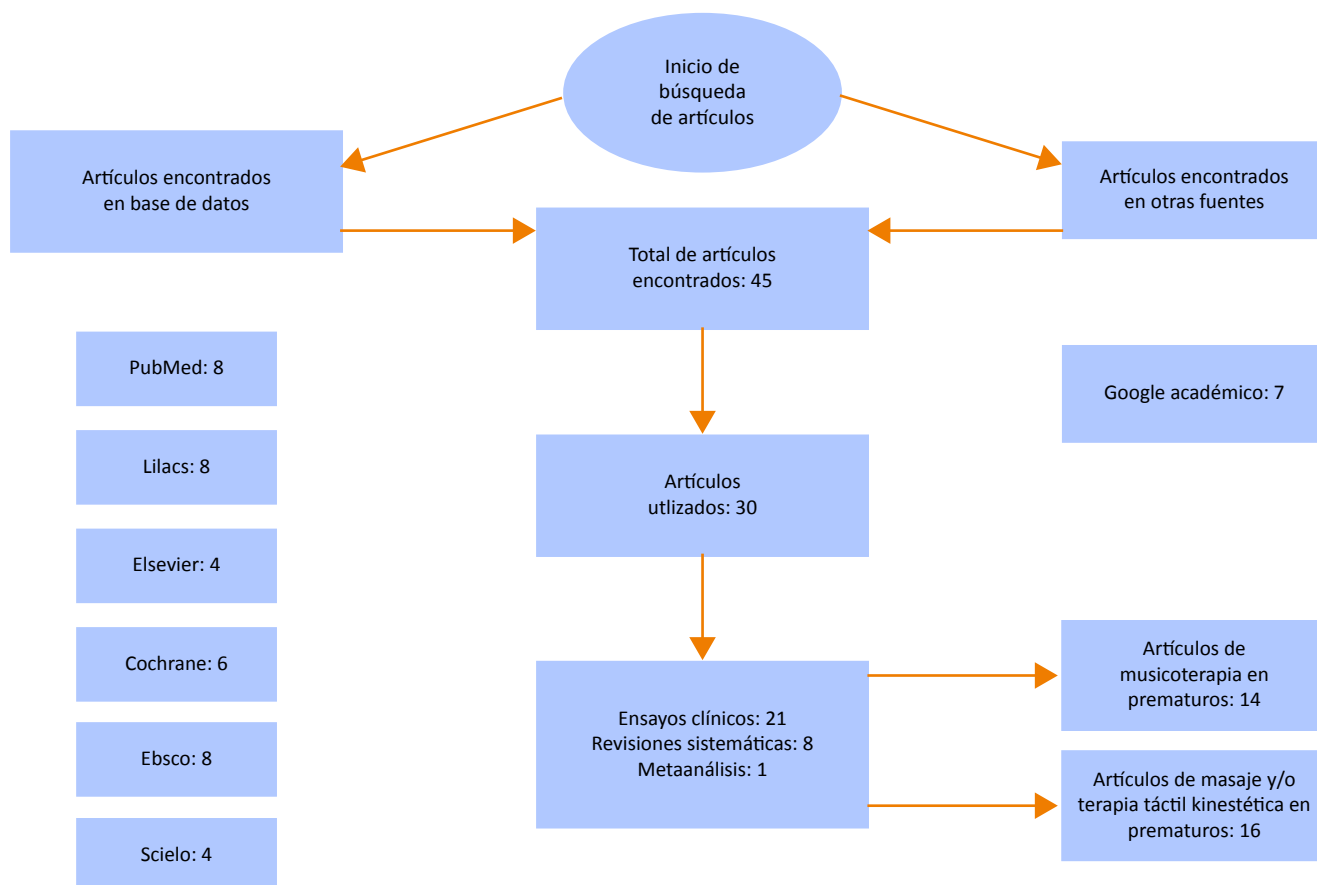 Inicio de
búsqueda
de artículos
Artículos encontrados
en base de datos
Artículos encontrados
en otras fuentes
Total de artículos
encontrados: 45
PubMed: 8
Google académico: 7
Lilacs: 8
Artículos
utlizados: 30
Elsevier: 4
Cochrane: 6
Artículos de
musicoterapia en
prematuros: 14
Ensayos clínicos: 21
Revisiones sistemáticas: 8
Metaanálisis: 1
Ebsco: 8
Artículos de masaje y/o
terapia táctil kinestética en
prematuros: 16
Scielo: 4